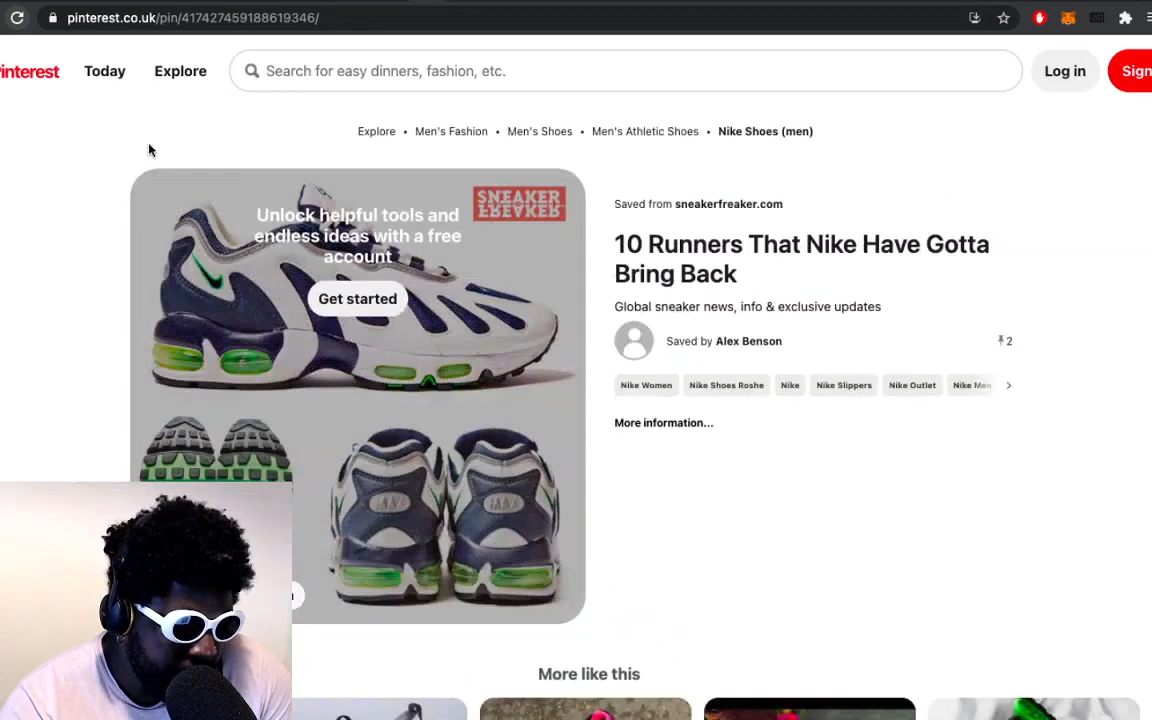 pinterest.co.uk/pin/417427459188619346/
Pinterest
Today
Explore
Search for easy dinners, fashion, etc.
Log in
Sign
Explore • Men's Fashion • Men's Shoes • Men's Athletic Shoes • Nike Shoes (men)
SNEAKER
FREAKER
Unlock helpful tools and
endless ideas with a free
account
Get started
Saved from sneakerfreaker.com
10 Runners That Nike Have Gotta
Bring Back
Global sneaker news, info & exclusive updates
Saved by Alex Benson
2
Nike Women
Nike Shoes Roshe
Nike
Nike Slippers
Nike Outlet
Nike Men
More information...
More like this